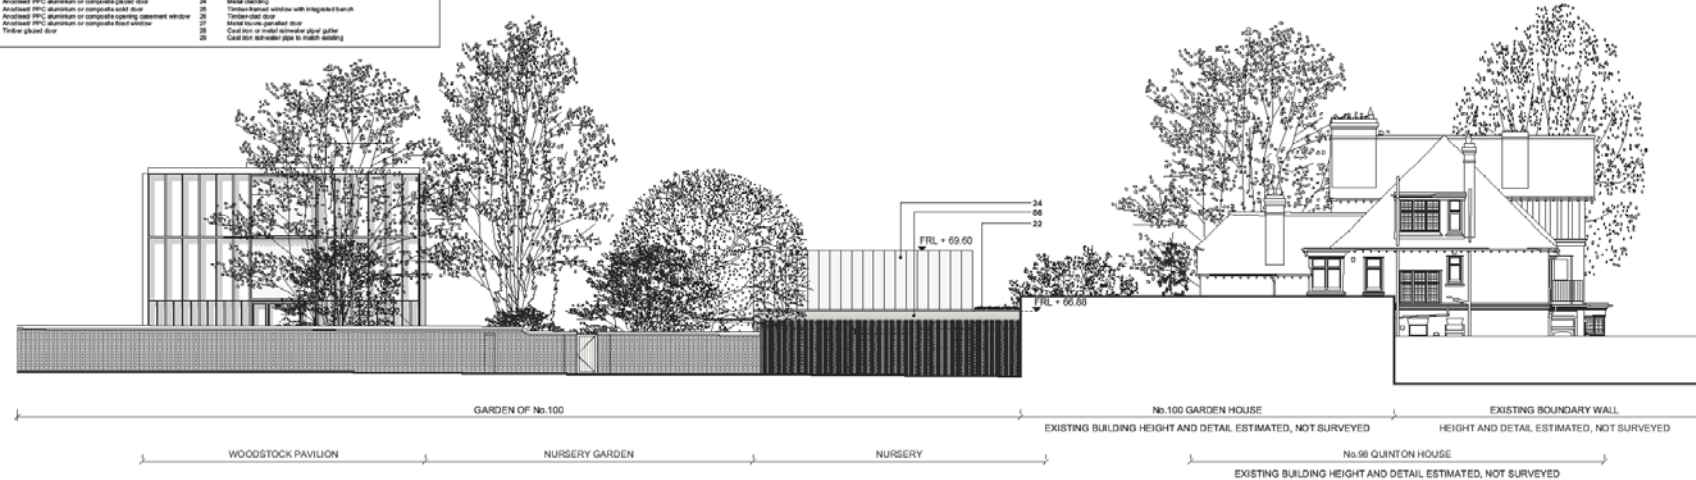 Anodised/ PPC aluminium or composite glazed door 24 Metal cladding
Anodised/ PPC aluminium or composite solid door 25 Timber-framed window with integrated bench
Anodised/ PPC aluminium or composite opening casement window 26 Timber-clad door
Anodised/ PPC aluminium or composite fixed window 27 Metal louvre-panelled door
Timber glazed door 28 Cast iron or metal rainwater pipe/ gutter
29 Cast iron rainwater pipe to match existing
24
06
22
FRL + 69.60
FRL + 66.88
GARDEN OF No.100
No.100 GARDEN HOUSE
EXISTING BOUNDARY WALL
EXISTING BUILDING HEIGHT AND DETAIL ESTIMATED, NOT SURVEYED
HEIGHT AND DETAIL ESTIMATED, NOT SURVEYED
WOODSTOCK PAVILION
NURSERY GARDEN
NURSERY
No.98 QUINTON HOUSE
EXISTING BUILDING HEIGHT AND DETAIL ESTIMATED, NOT SURVEYED